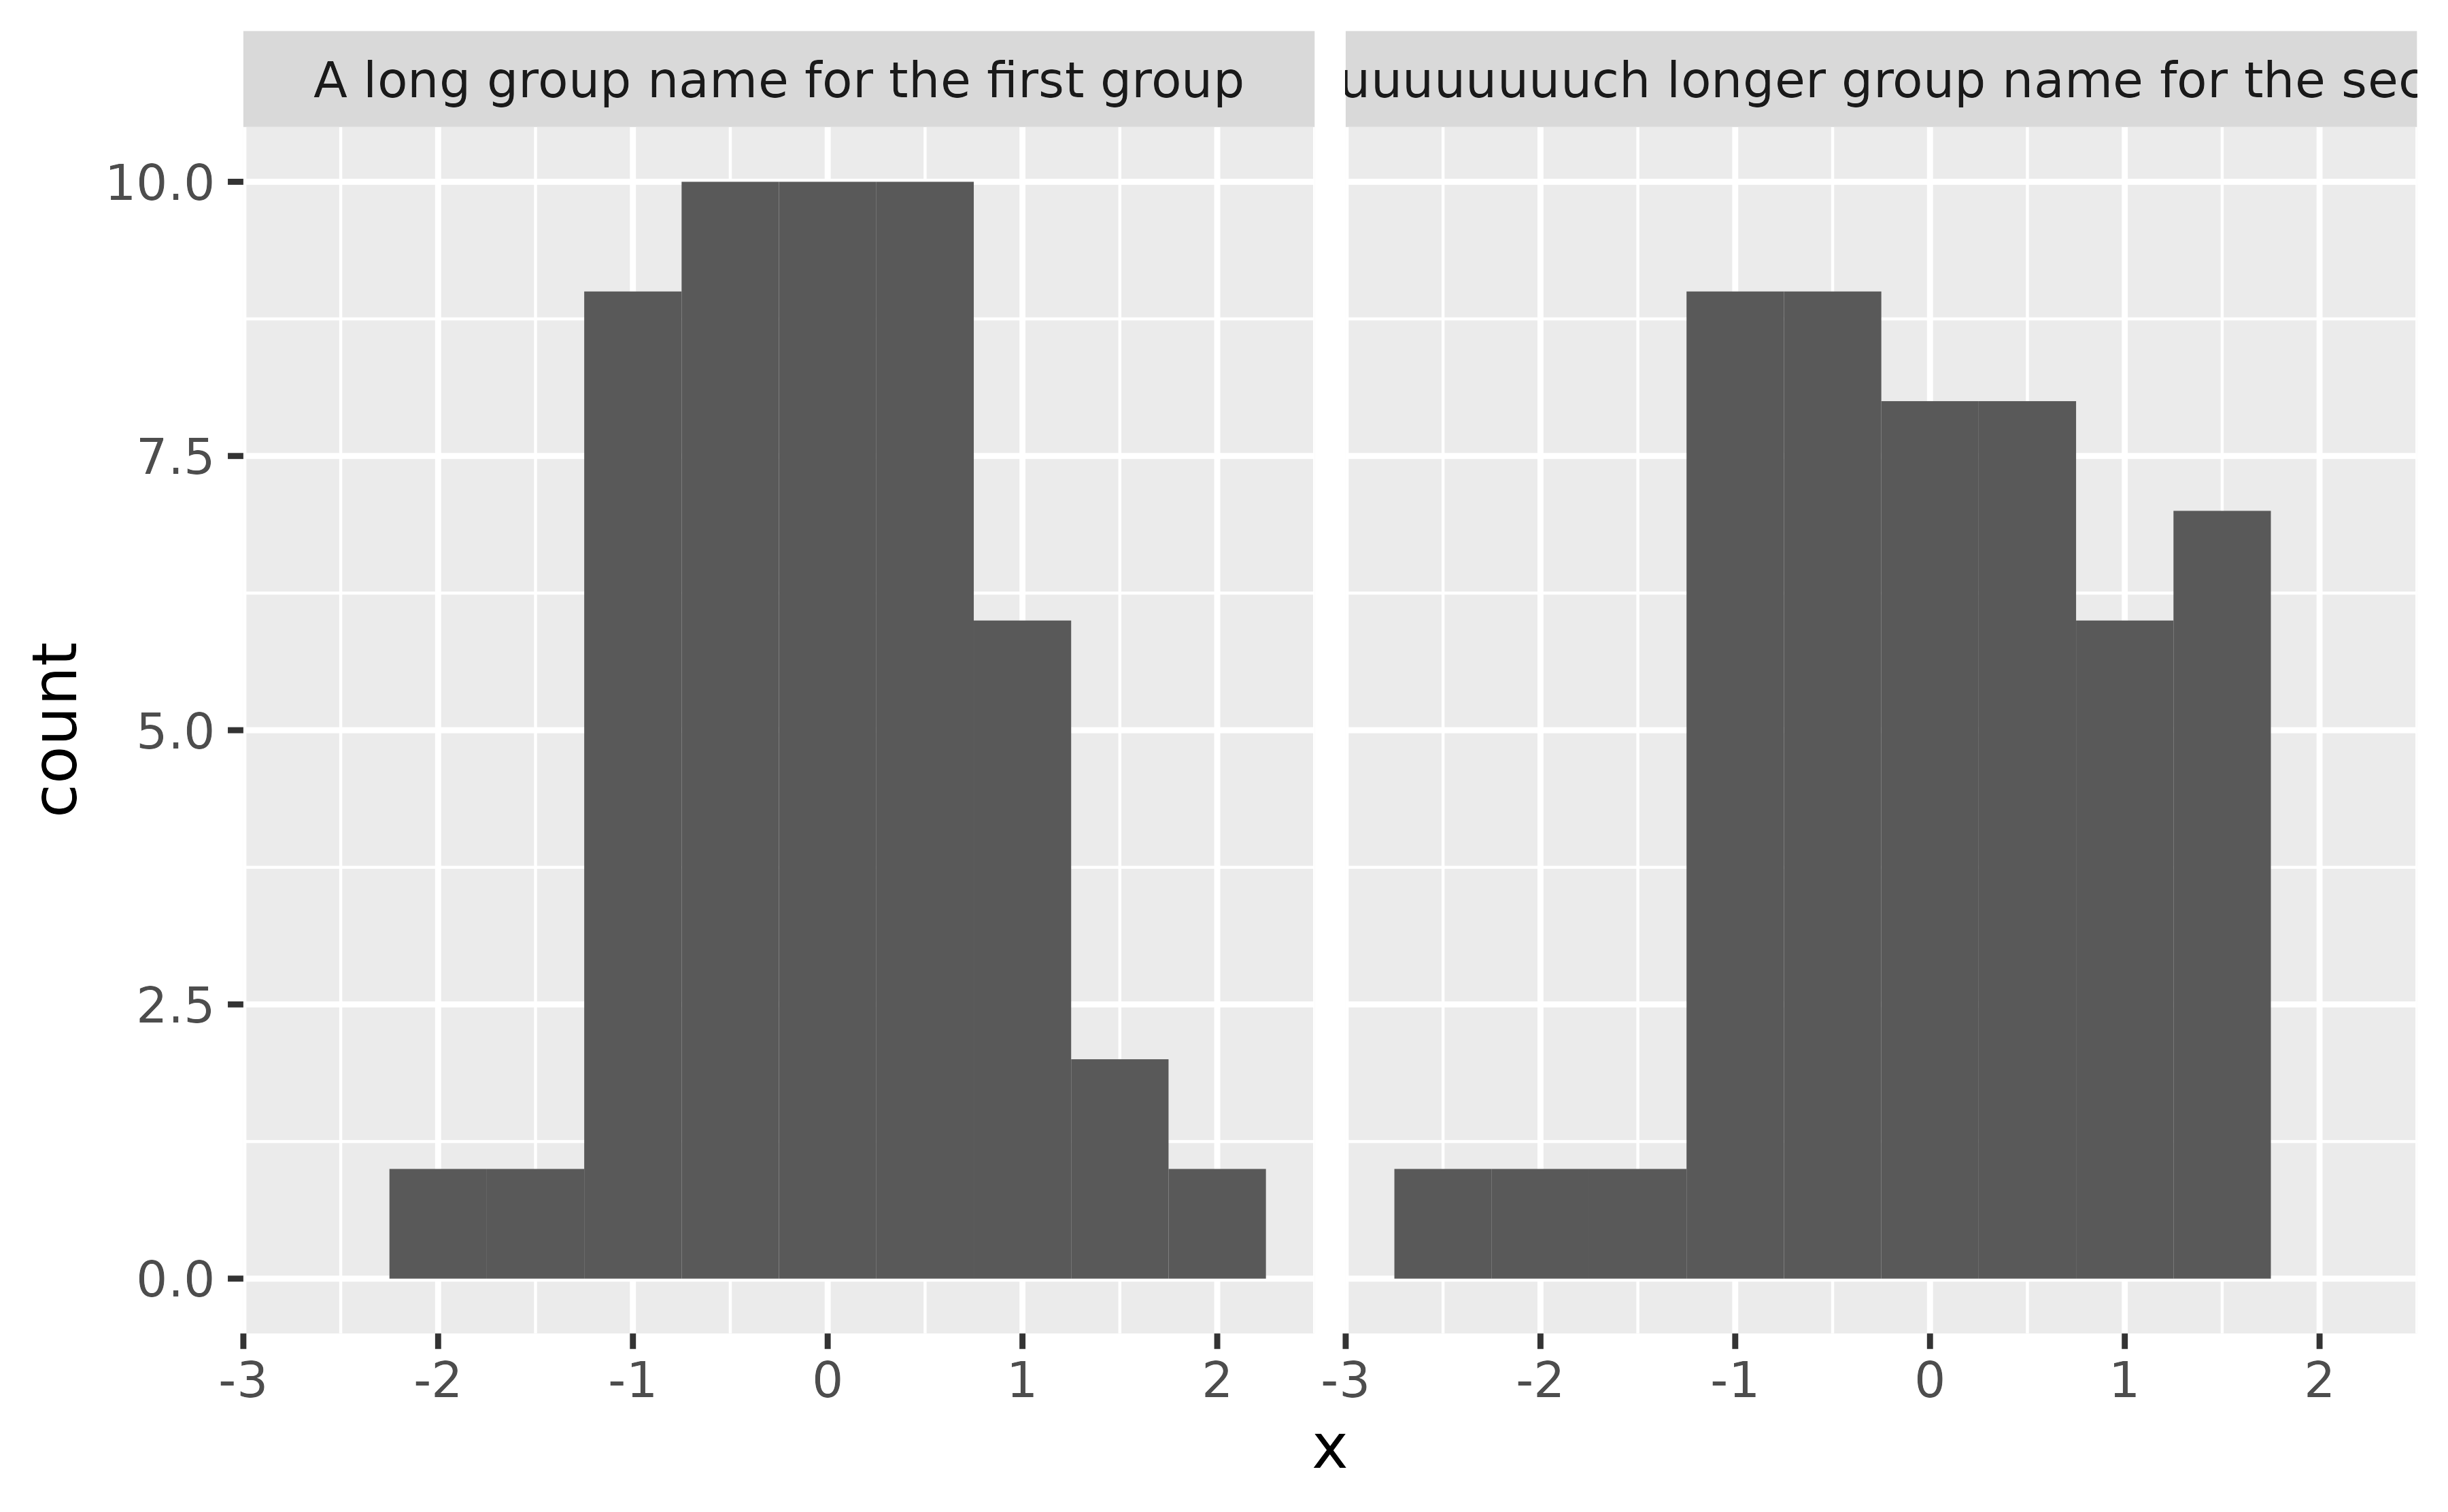 A long group name for the first group
uuuuuuuuuch longer group name for the sec
10.0
7.5
5.0
2.5
0.0
count
-3 -2 -1 0 1 2 -3 -2 -1 0 1 2
x